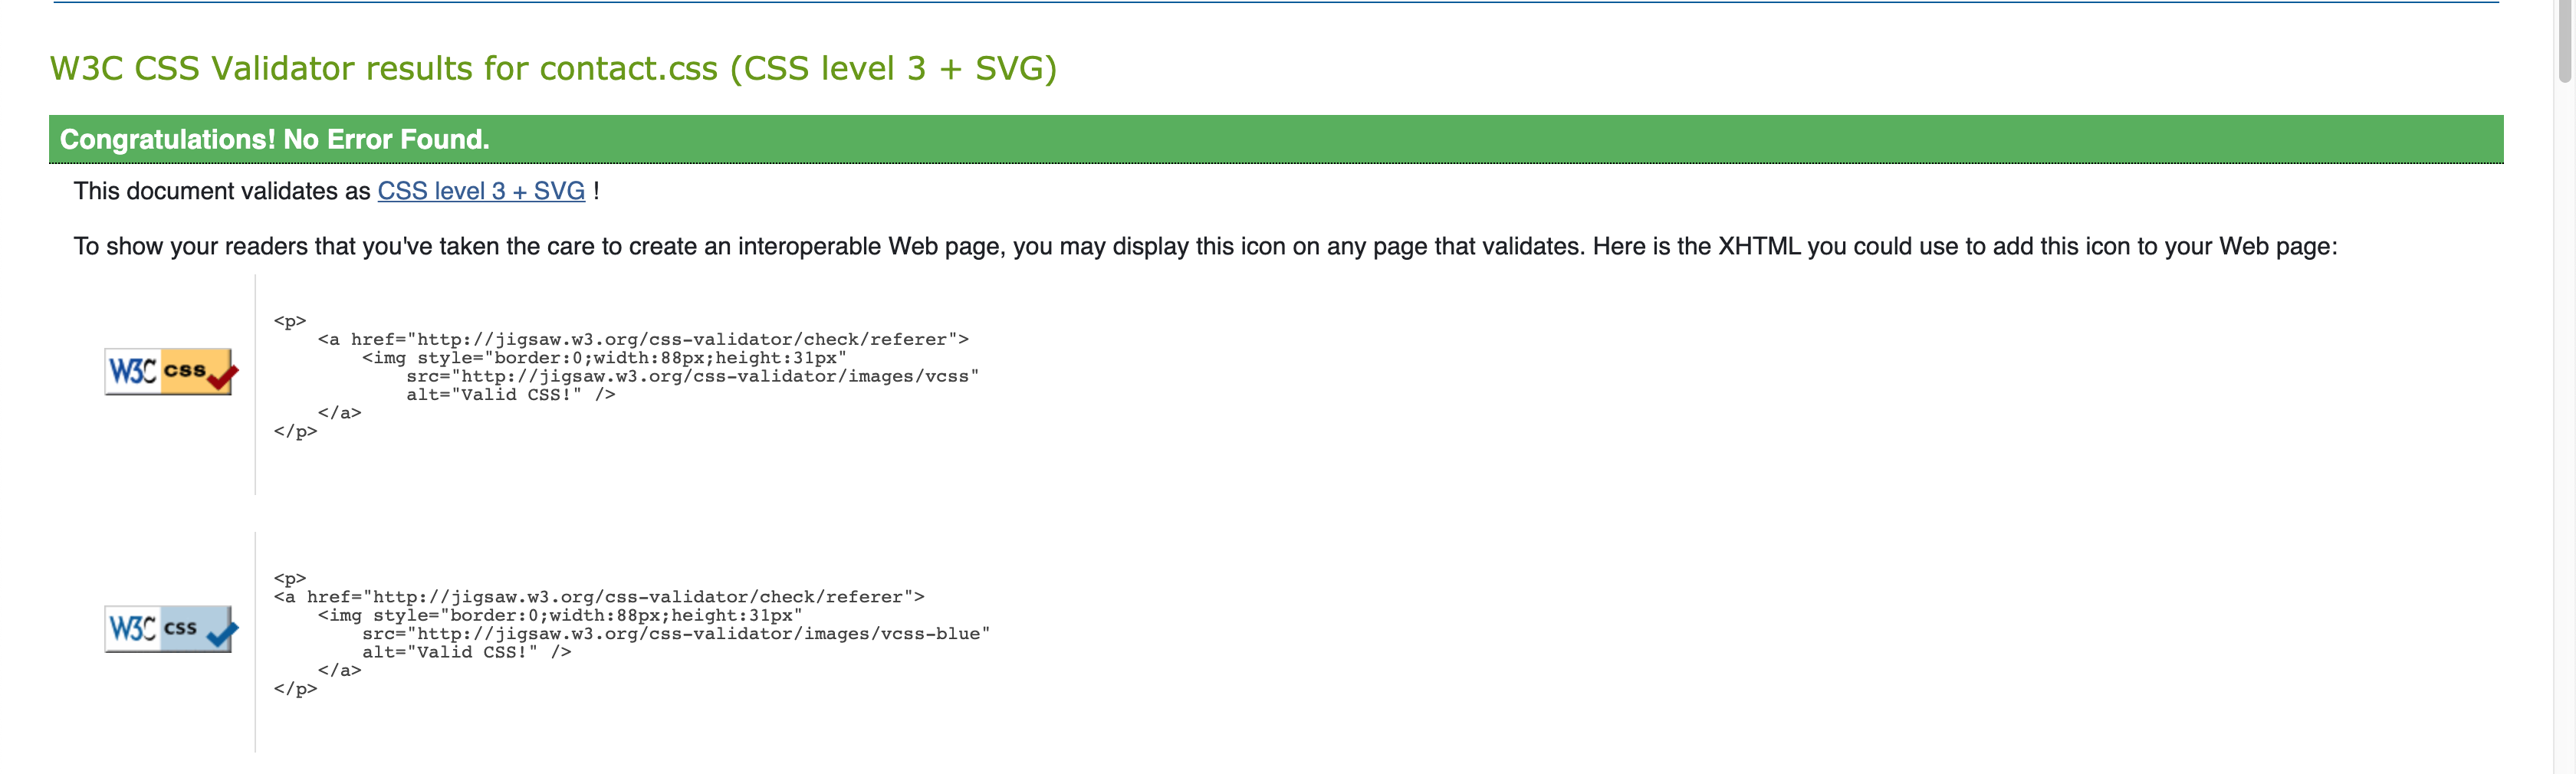 W3C CSS Validator results for contact.css (CSS level 3 + SVG)
Congratulations! No Error Found.
This document validates as CSS level 3 + SVG !
To show your readers that you've taken the care to create an interoperable Web page, you may display this icon on any page that validates. Here is the XHTML you could use to add this icon to your Web page:
W3C css
<p>
    <a href="http://jigsaw.w3.org/css-validator/check/referer">
        <img style="border:0;width:88px;height:31px"
            src="http://jigsaw.w3.org/css-validator/images/vcss"
            alt="Valid CSS!" />
    </a>
</p>
W3C css
<p>
<a href="http://jigsaw.w3.org/css-validator/check/referer">
    <img style="border:0;width:88px;height:31px"
        src="http://jigsaw.w3.org/css-validator/images/vcss-blue"
        alt="Valid CSS!" />
    </a>
</p>